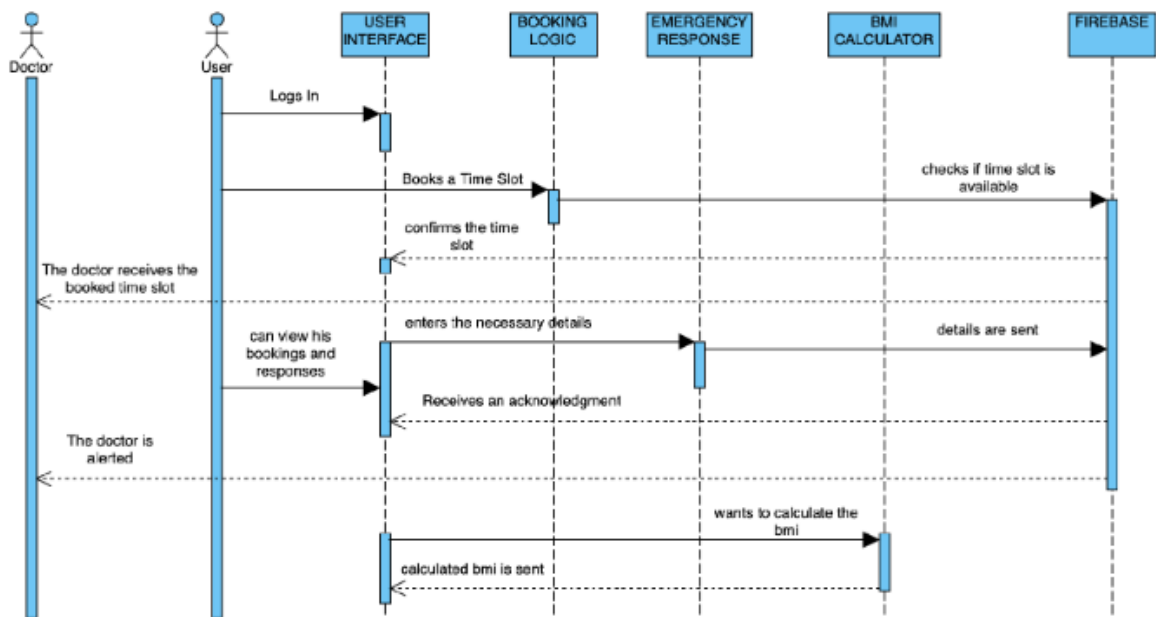 USER
INTERFACE
BOOKING
LOGIC
EMERGENCY
RESPONSE
BMI
CALCULATOR
FIREBASE
Doctor
User
Logs In
Books a Time Slot
checks if time slot is
available
confirms the time
slot
The doctor receives the
booked time slot
enters the necessary details
details are sent
can view his
bookings and
responses
Receives an acknowledgment
The doctor is
alerted
wants to calculate the
bmi
calculated bmi is sent